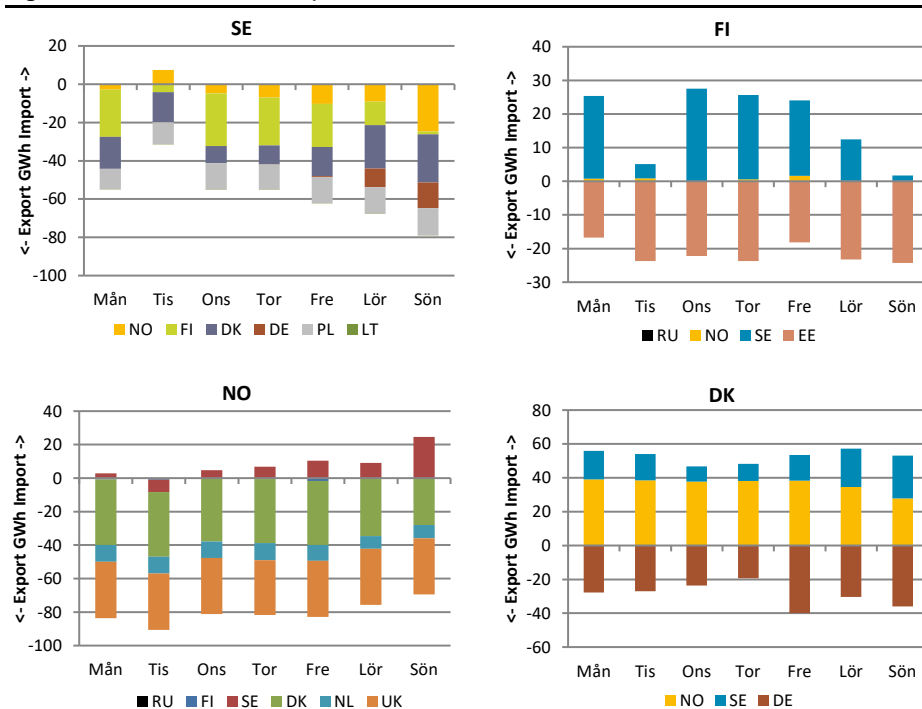 SE
<- Export GWh Import ->
20
0
-20
-40
-60
-80
-100
Mån Tis Ons Tor Fre Lör Sön
NO FI DK DE PL LT
FI
<- Export GWh Import ->
40
30
20
10
0
-10
-20
-30
Mån Tis Ons Tor Fre Lör Sön
RU NO SE EE
NO
<- Export GWh Import ->
40
20
0
-20
-40
-60
-80
-100
Mån Tis Ons Tor Fre Lör Sön
RU FI SE DK NL UK
DK
<- Export GWh Import ->
80
60
40
20
0
-20
-40
-60
Mån Tis Ons Tor Fre Lör Sön
NO SE DE